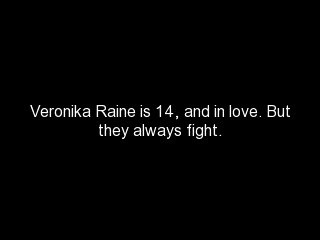 Veronika Raine is 14, and in love. But
they always fight.